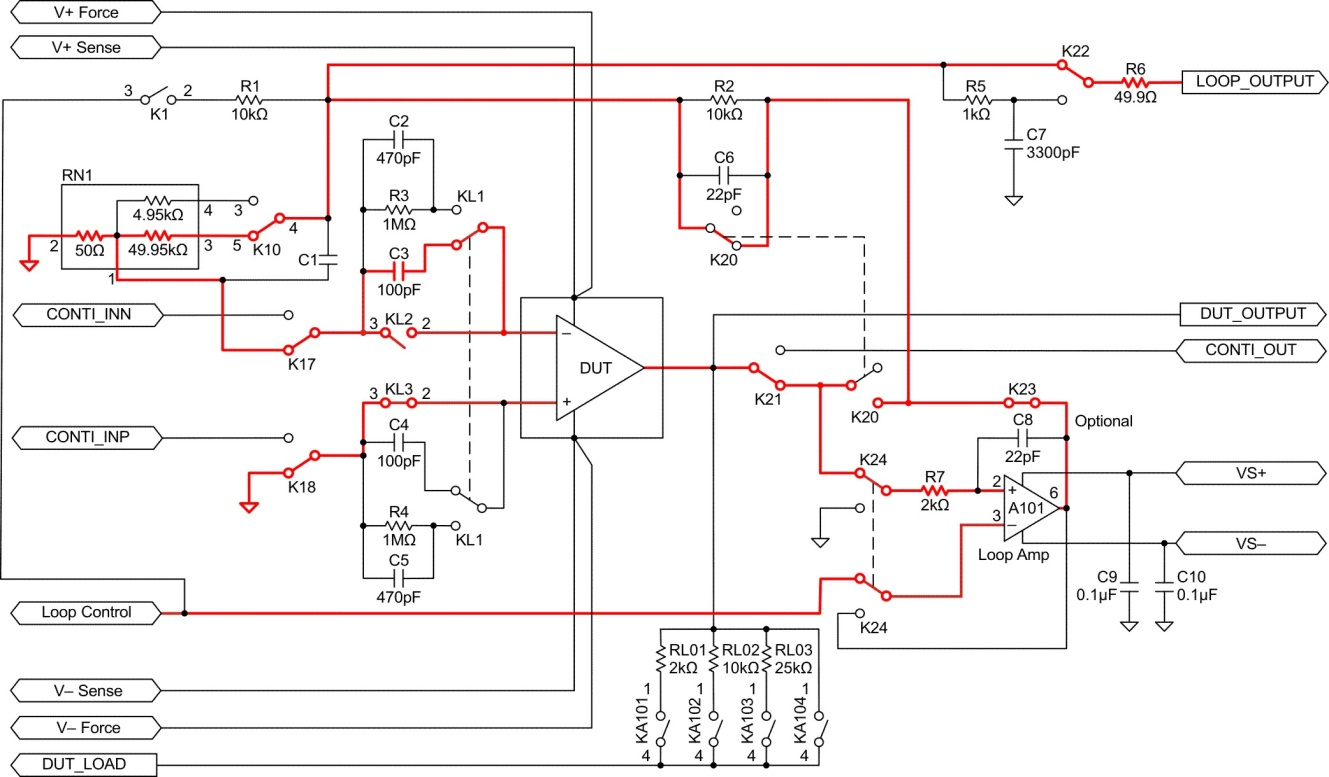 V+ Force
V+ Sense
K22
R6
49.9Ω
LOOP_OUTPUT
3
K1
2
R1
10kΩ
R2
10kΩ
R5
1kΩ
C7
3300pF
C2
470pF
C6
22pF
RN1
4.95kΩ
4
3
R3
1MΩ
KL1
2
50Ω
49.95kΩ
3
5
K10
4
1
C1
C3
100pF
K20
CONTI_INN
K17
3
KL2
2
DUT_OUTPUT
CONTI_OUT
–
DUT
+
K21
K20
K23
Optional
3
KL3
2
C4
100pF
CONTI_INP
K18
C8
22pF
K24
R7
2kΩ
2
+
A101
6
3
–
Loop Amp
VS+
VS–
R4
1MΩ
KL1
C5
470pF
C9
0.1µF
C10
0.1µF
Loop Control
K24
RL01
2kΩ
RL02
10kΩ
RL03
25kΩ
V– Sense
V– Force
1
KA101
4
1
KA102
4
1
KA103
4
1
KA104
4
DUT_LOAD